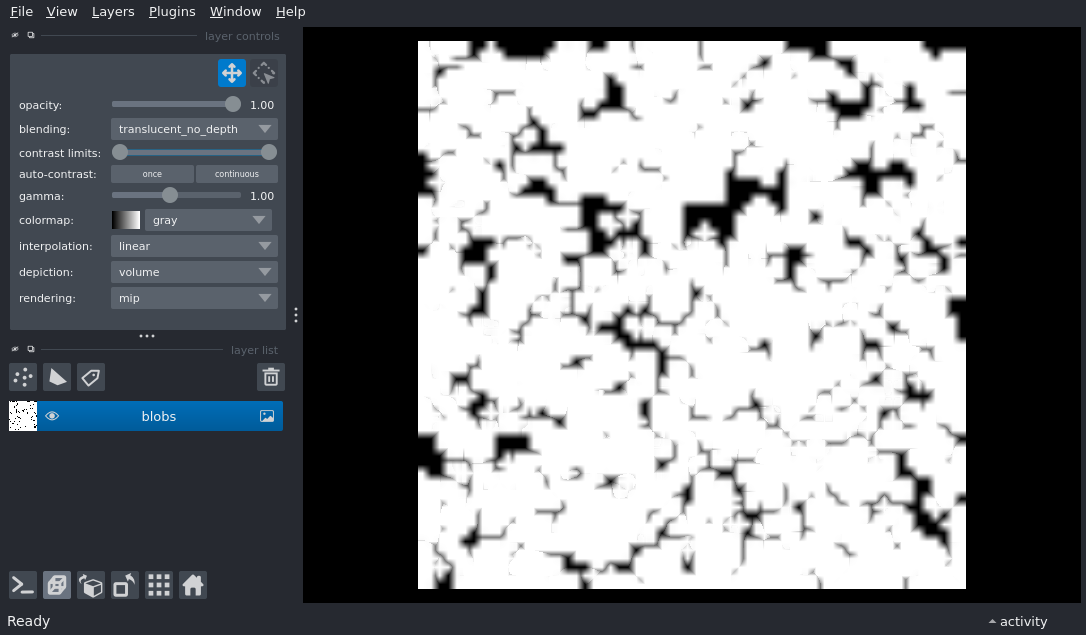 File View Layers Plugins Window Help
layer controls
opacity: 1.00
blending: translucent_no_depth
contrast limits:
auto-contrast: once continuous
gamma: 1.00
colormap: gray
interpolation: linear
depiction: volume
rendering: mip
layer list
blobs
Ready activity